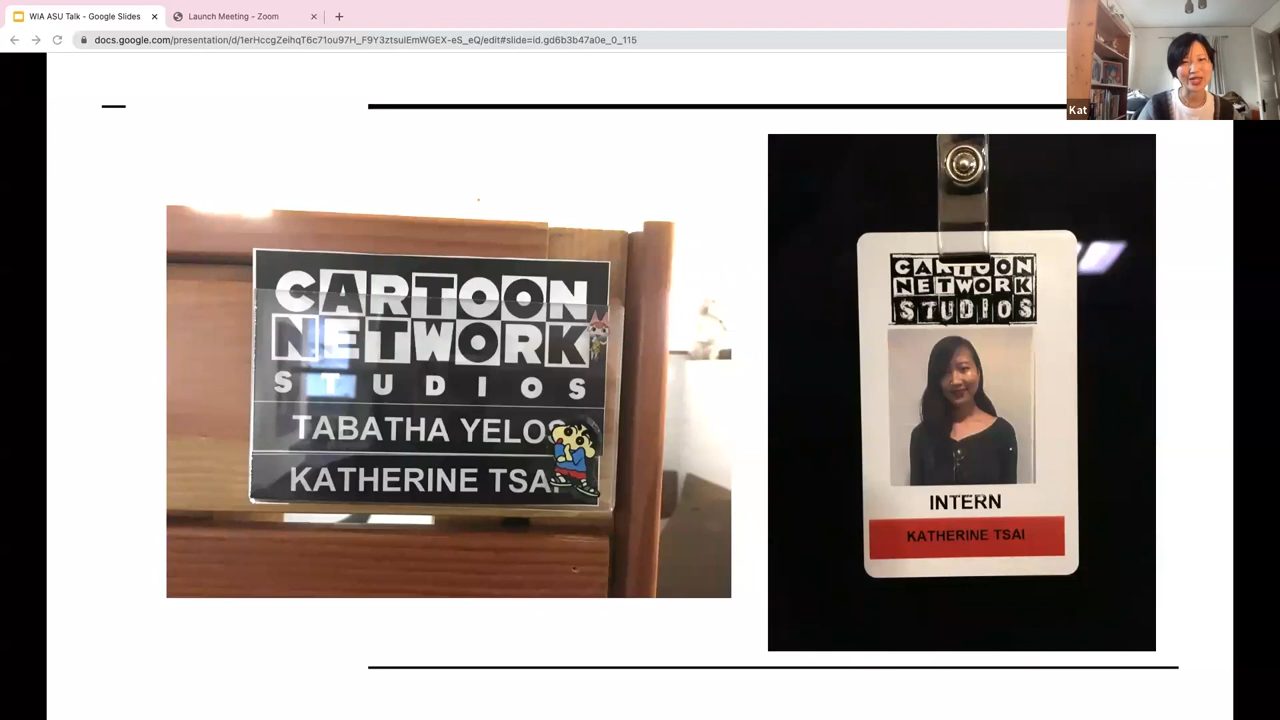 WIA ASU Talk - Google Slides
Launch Meeting - Zoom
docs.google.com/presentation/d/1erHccgZeihqT6c71ou97H_F9Y3ztsuIEmWGEX-eS_eQ/edit#slide=id.gd6b3b47a0e_0_115
Kat
CARTOON
NETWORK
STUDIOS
TABATHA YELOS
KATHERINE TSAI
CARTOON
NETWORK
STUDIOS
INTERN
KATHERINE TSAI